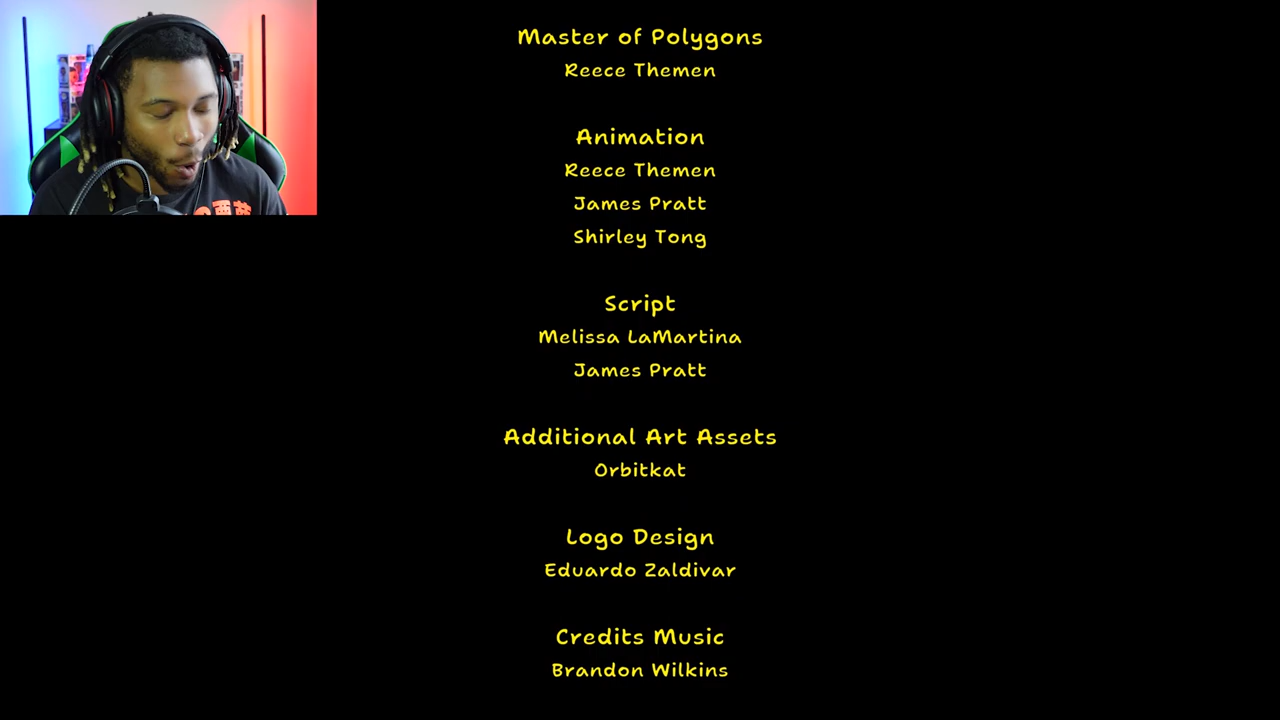 Master of Polygons
Reece Themen
Animation
Reece Themen
James Pratt
Shirley Tong
Script
Melissa LaMartina
James Pratt
Additional Art Assets
Orbitkat
Logo Design
Eduardo Zaldivar
Credits Music
Brandon Wilkins